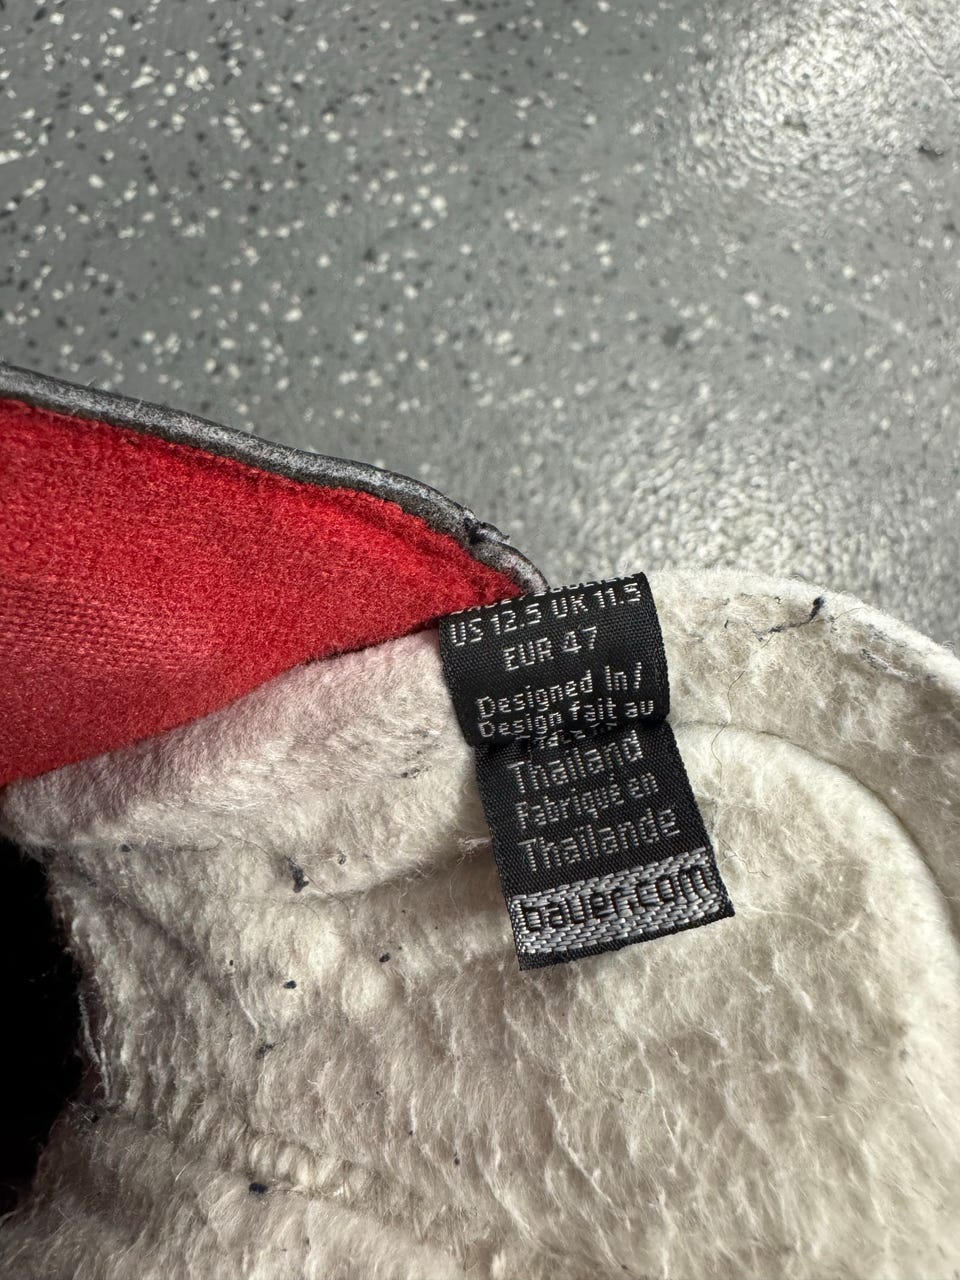 US 12.5 UK 11.5
EUR 47
Designed In/
Design fait au
Thailand
Fabriqué en
Thaïlande
bauer.com